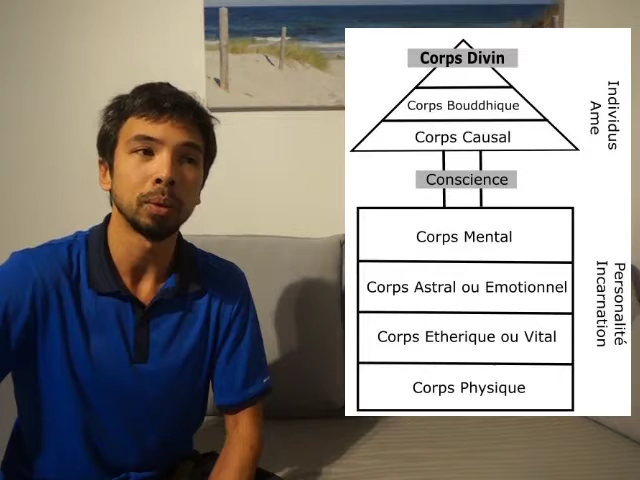 Corps Divin
Corps Bouddhique
Corps Causal
Individus
Ame
Conscience
Corps Mental
Corps Astral ou Emotionnel
Corps Etherique ou Vital
Corps Physique
Personalité
Incarnation